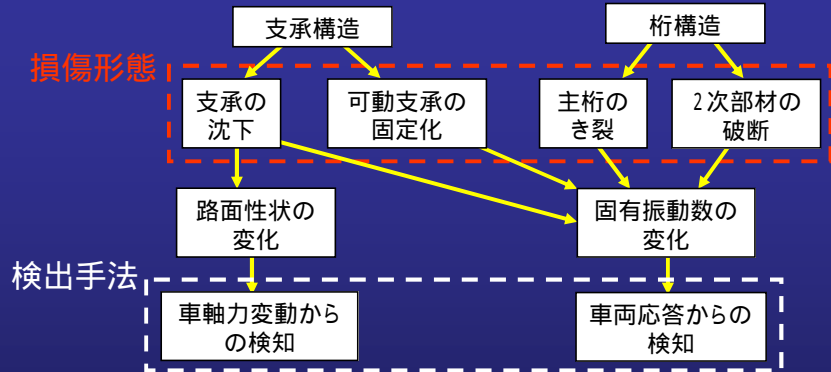 支承構造
桁構造
損傷形態
支承の
沈下
可動支承の
固定化
主桁の
き裂
2次部材の
破断
路面性状の
変化
固有振動数の
変化
検出手法
車軸力変動から
の検知
車両応答からの
検知